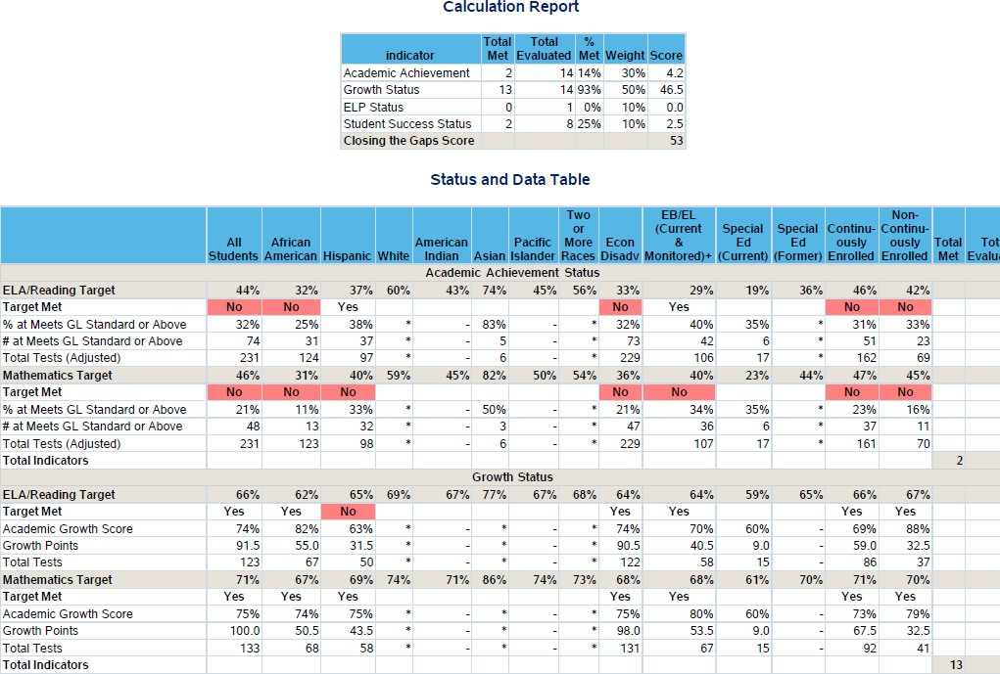 Calculation Report
indicator Total Met Total Evaluated % Met Weight Score
Academic Achievement 2 14 14% 30% 4.2
Growth Status 13 14 93% 50% 46.5
ELP Status 0 1 0% 10% 0.0
Student Success Status 2 8 25% 10% 2.5
Closing the Gaps Score 53
Status and Data Table
All Students African American Hispanic White American Indian Asian Pacific Islander Two or More Races Econ Disadv EB/EL (Current & Monitored)+ Special Ed (Current) Special Ed (Former) Continu-ously Enrolled Non-Continu-ously Enrolled Total Met
Academic Achievement Status
ELA/Reading Target 44% 32% 37% 60% 43% 74% 45% 56% 33% 29% 19% 36% 46% 42%
Target Met No No Yes No Yes No No
% at Meets GL Standard or Above 32% 25% 38% * - 83% - * 32% 40% 35% * 31% 33%
# at Meets GL Standard or Above 74 31 37 * - 5 - * 73 42 6 * 51 23
Total Tests (Adjusted) 231 124 97 * - 6 - * 229 106 17 * 162 69
Mathematics Target 46% 31% 40% 59% 45% 82% 50% 54% 36% 40% 23% 44% 47% 45%
Target Met No No No No No No No
% at Meets GL Standard or Above 21% 11% 33% * - 50% - * 21% 34% 35% * 23% 16%
# at Meets GL Standard or Above 48 13 32 * - 3 - * 47 36 6 * 37 11
Total Tests (Adjusted) 231 123 98 * - 6 - * 229 107 17 * 161 70
Total Indicators 2
Growth Status
ELA/Reading Target 66% 62% 65% 69% 67% 77% 67% 68% 64% 64% 59% 65% 66% 67%
Target Met Yes Yes No Yes Yes Yes Yes
Academic Growth Score 74% 82% 63% * - * - * 74% 70% 60% - 69% 88%
Growth Points 91.5 55.0 31.5 * - * - * 90.5 40.5 9.0 - 59.0 32.5
Total Tests 123 67 50 * - * - * 122 58 15 - 86 37
Mathematics Target 71% 67% 69% 74% 71% 86% 74% 73% 68% 68% 61% 70% 71% 70%
Target Met Yes Yes Yes Yes Yes Yes Yes
Academic Growth Score 75% 74% 75% * - * - * 75% 80% 60% - 73% 79%
Growth Points 100.0 50.5 43.5 * - * - * 98.0 53.5 9.0 - 67.5 32.5
Total Tests 133 68 58 * - * - * 131 67 15 - 92 41
Total Indicators 13